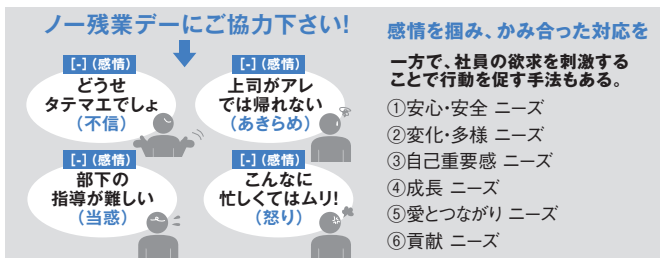 ノー残業デーにご協力下さい!
[-](感情)
どうせ
タテマエでしょ
(不信)
[-](感情)
上司がアレ
では帰れない
(あきらめ)
[-](感情)
部下の
指導が難しい
(当惑)
[-](感情)
こんなに
忙しくてはムリ!
(怒り)
感情を掴み、かみ合った対応を
一方で、社員の欲求を刺激する
ことで行動を促す手法もある。
①安心・安全 ニーズ
②変化・多様 ニーズ
③自己重要感 ニーズ
④成長 ニーズ
⑤愛とつながり ニーズ
⑥貢献 ニーズ